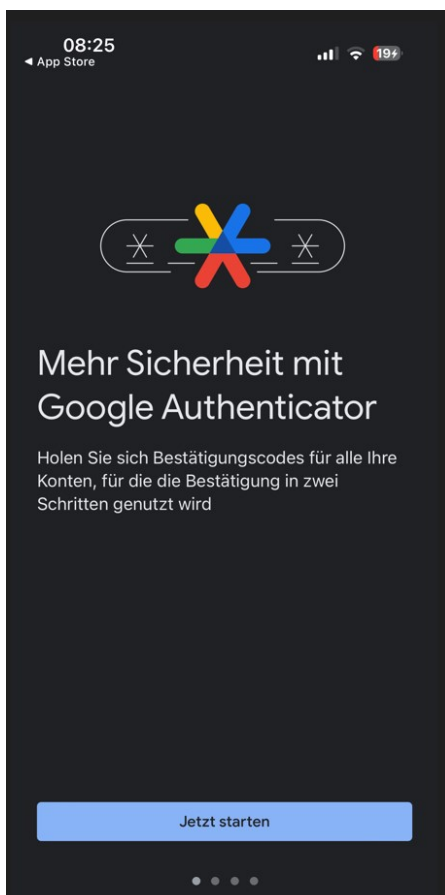 08:25
◀ App Store
19
Mehr Sicherheit mit
Google Authenticator
Holen Sie sich Bestätigungscodes für alle Ihre
Konten, für die die Bestätigung in zwei
Schritten genutzt wird
Jetzt starten